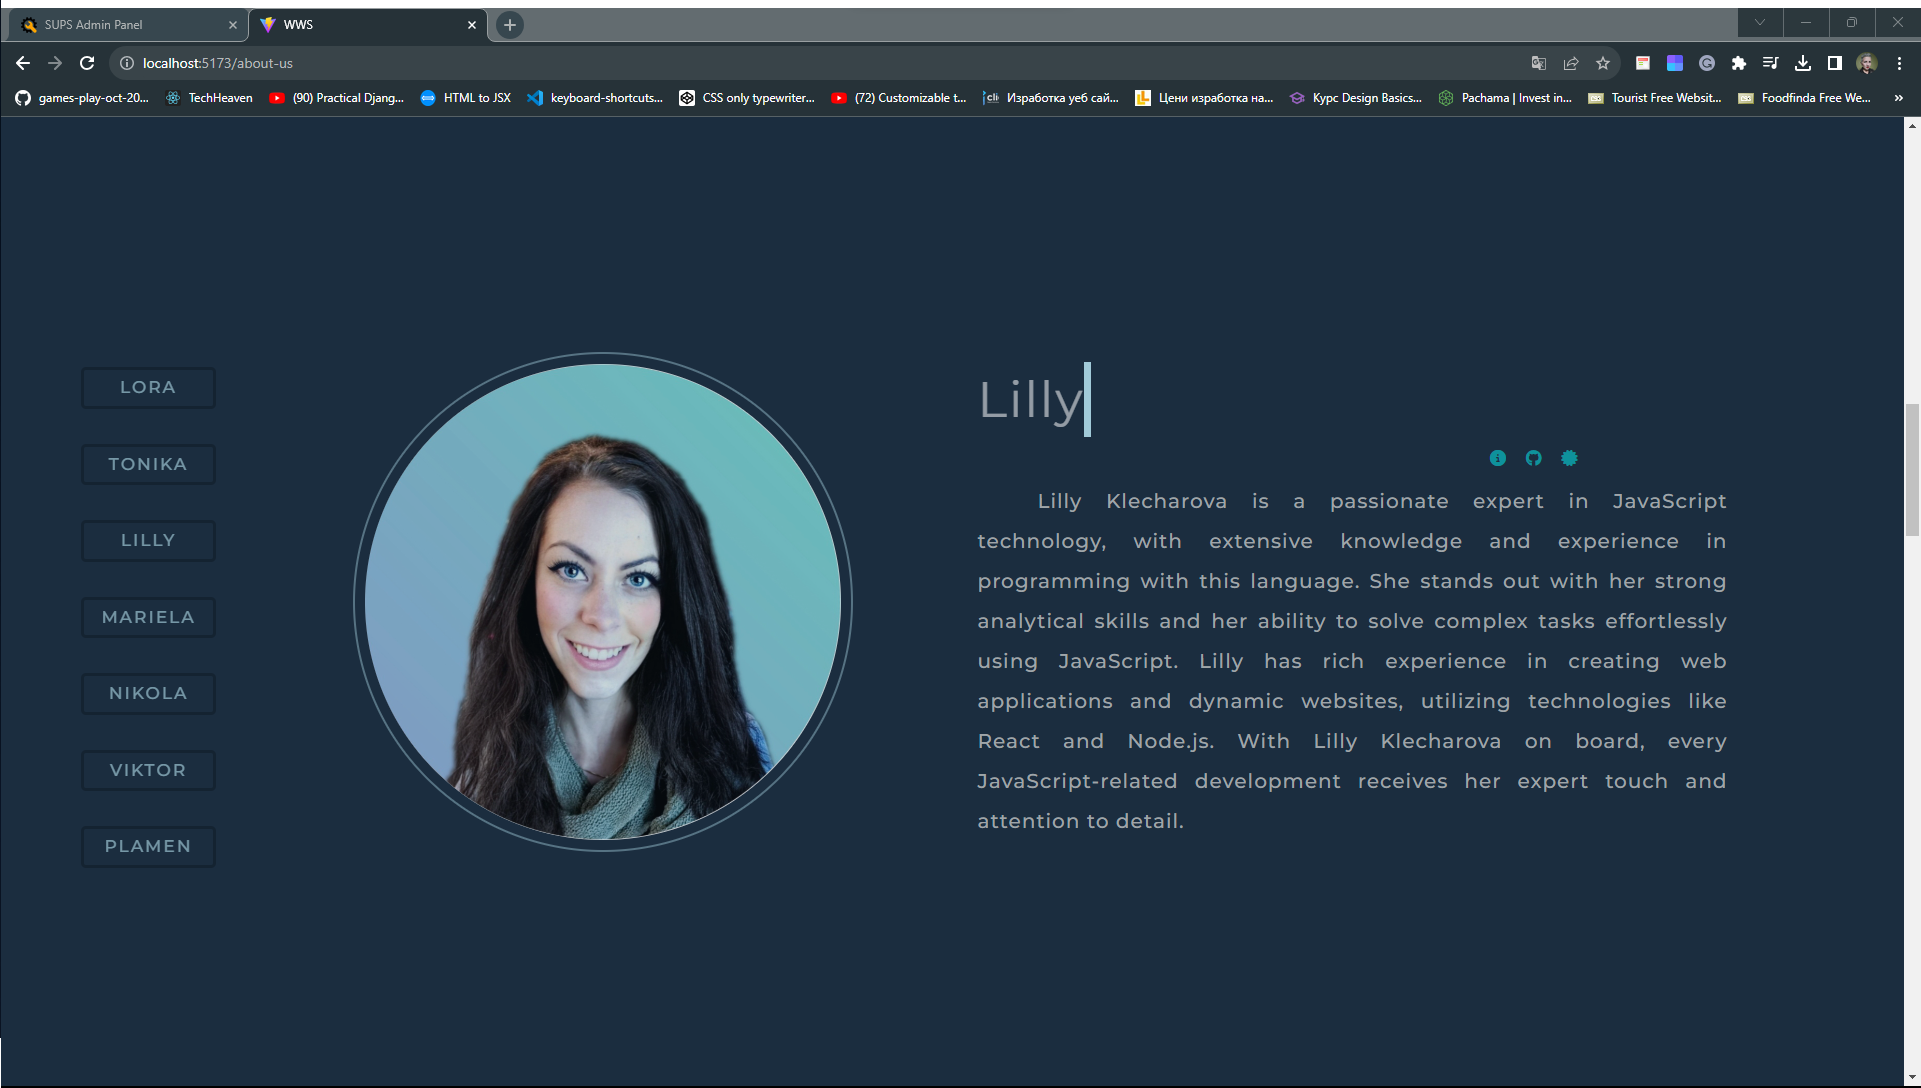 SUPS Admin Panel
WWS
localhost:5173/about-us
games-play-oct-20...
TechHeaven
(90) Practical Djang...
HTML to JSX
keyboard-shortcuts...
CSS only typewriter...
(72) Customizable t...
Изработка уеб сай...
Цени изработка на...
Курс Design Basics...
Pachama | Invest in...
Tourist Free Websit...
Foodfinda Free We...
LORA
TONIKA
LILLY
MARIELA
NIKOLA
VIKTOR
PLAMEN
Lilly
Lilly Klecharova is a passionate expert in JavaScript
technology, with extensive knowledge and experience in
programming with this language. She stands out with her strong
analytical skills and her ability to solve complex tasks effortlessly
using JavaScript. Lilly has rich experience in creating web
applications and dynamic websites, utilizing technologies like
React and Node.js. With Lilly Klecharova on board, every
JavaScript-related development receives her expert touch and
attention to detail.